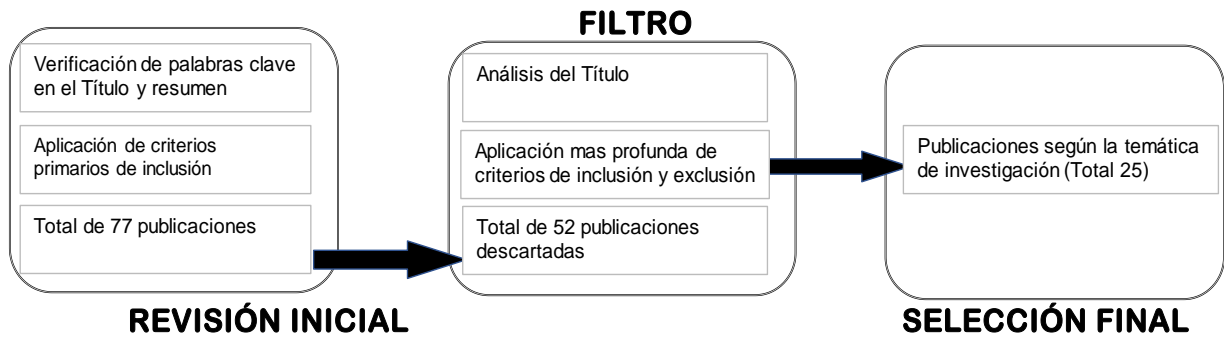 FILTRO
Verificación de palabras clave
en el Título y resumen
Aplicación de criterios
primarios de inclusión
Total de 77 publicaciones
REVISIÓN INICIAL
Análisis del Título
Aplicación mas profunda de
criterios de inclusión y exclusión
Total de 52 publicaciones
descartadas
Publicaciones según la temática
de investigación (Total 25)
SELECCIÓN FINAL